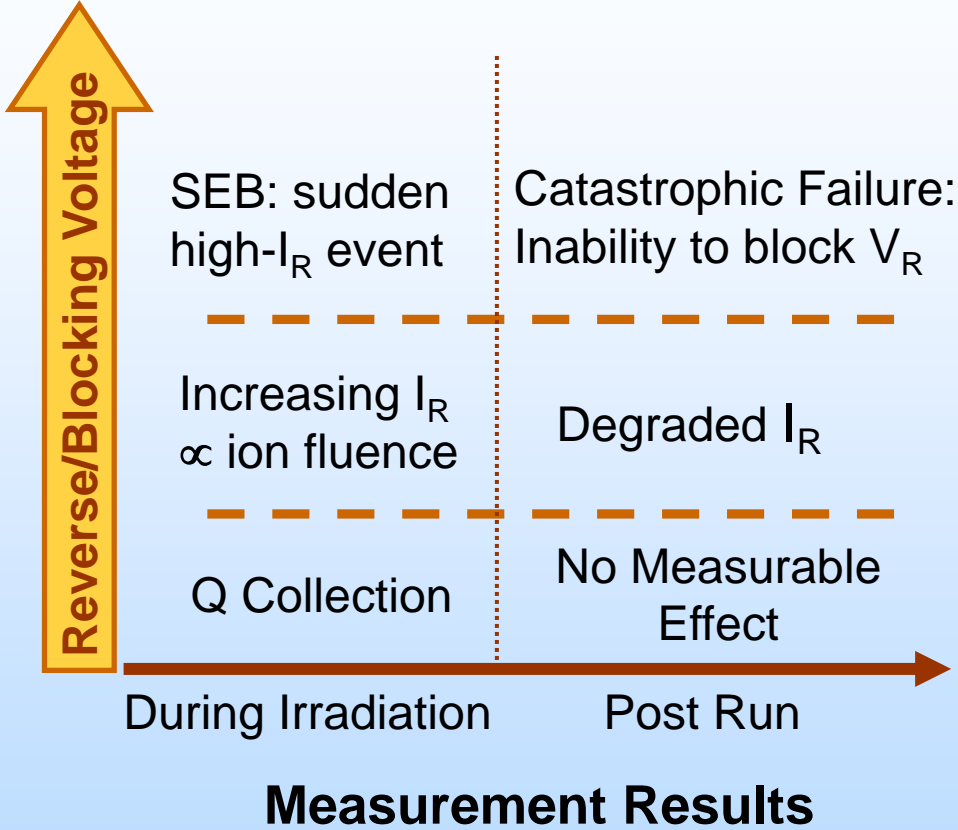 Reverse/Blocking Voltage
SEB: sudden
high-I_R event
Catastrophic Failure:
Inability to block V_R
Increasing I_R
∝ ion fluence
Degraded I_R
Q Collection
No Measurable
Effect
During Irradiation
Post Run
Measurement Results